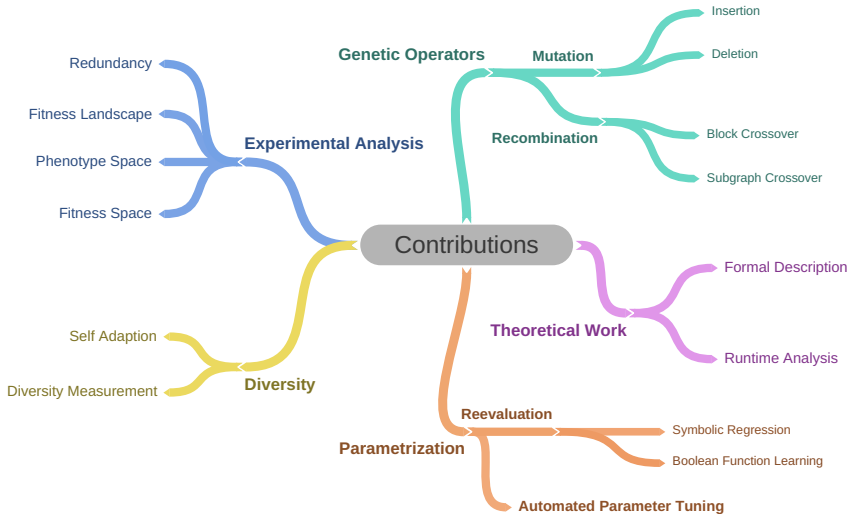 Contributions
Genetic Operators
Mutation
Insertion
Deletion
Recombination
Block Crossover
Subgraph Crossover
Theoretical Work
Formal Description
Runtime Analysis
Parametrization
Reevaluation
Symbolic Regression
Boolean Function Learning
Automated Parameter Tuning
Diversity
Self Adaption
Diversity Measurement
Experimental Analysis
Redundancy
Fitness Landscape
Phenotype Space
Fitness Space